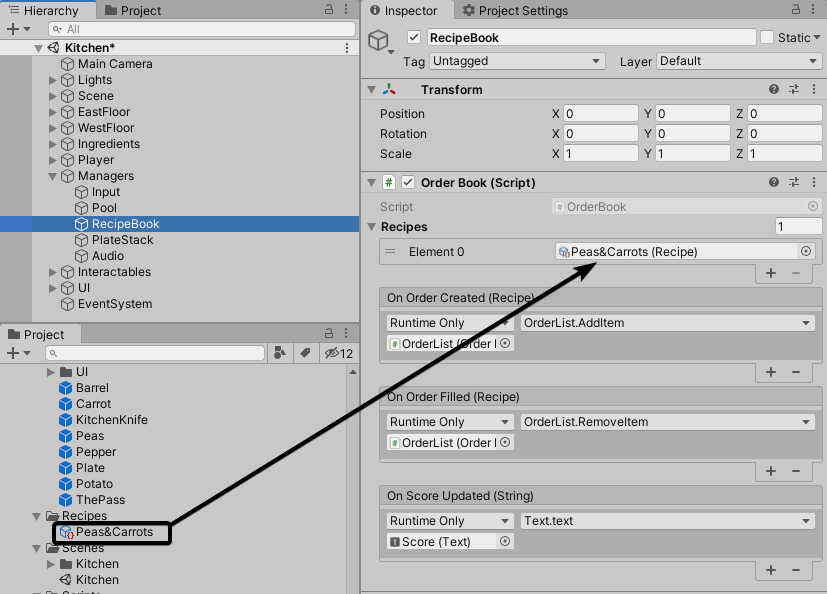 Hierarchy
Project
All
Kitchen*
Main Camera
Lights
Scene
EastFloor
WestFloor
Ingredients
Player
Managers
Input
Pool
RecipeBook
PlateStack
Audio
Interactables
UI
EventSystem
Project
12
UI
Barrel
Carrot
KitchenKnife
Peas
Pepper
Plate
Potato
ThePass
Recipes
Peas&Carrots
Scenes
Kitchen
Kitchen
Inspector
Project Settings
RecipeBook
Static
Tag Untagged Layer Default
Transform
Position X 0 Y 0 Z 0
Rotation X 0 Y 0 Z 0
Scale X 1 Y 1 Z 1
# Order Book (Script)
Script # OrderBook
Recipes 1
Element 0 Peas&Carrots (Recipe)
+ −
On Order Created (Recipe)
Runtime Only OrderList.AddItem
# OrderList (Order
+ −
On Order Filled (Recipe)
Runtime Only OrderList.RemoveItem
# OrderList (Order
+ −
On Score Updated (String)
Runtime Only Text.text
T Score (Text)
+ −